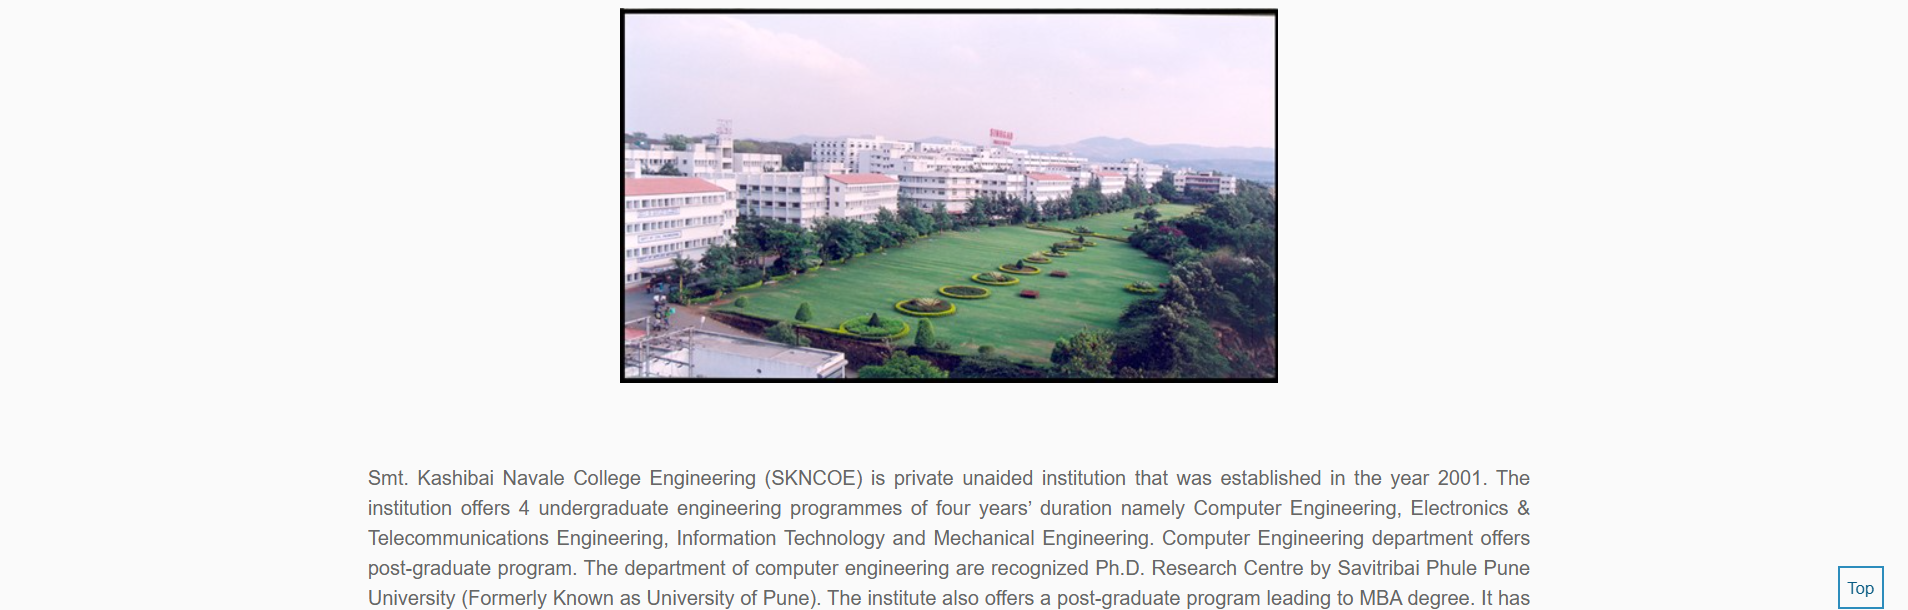 SINHGAD
Smt. Kashibai Navale College Engineering (SKNCOE) is private unaided institution that was established in the year 2001. The
institution offers 4 undergraduate engineering programmes of four years’ duration namely Computer Engineering, Electronics &
Telecommunications Engineering, Information Technology and Mechanical Engineering. Computer Engineering department offers
post-graduate program. The department of computer engineering are recognized Ph.D. Research Centre by Savitribai Phule Pune
University (Formerly Known as University of Pune). The institute also offers a post-graduate program leading to MBA degree. It has
Top